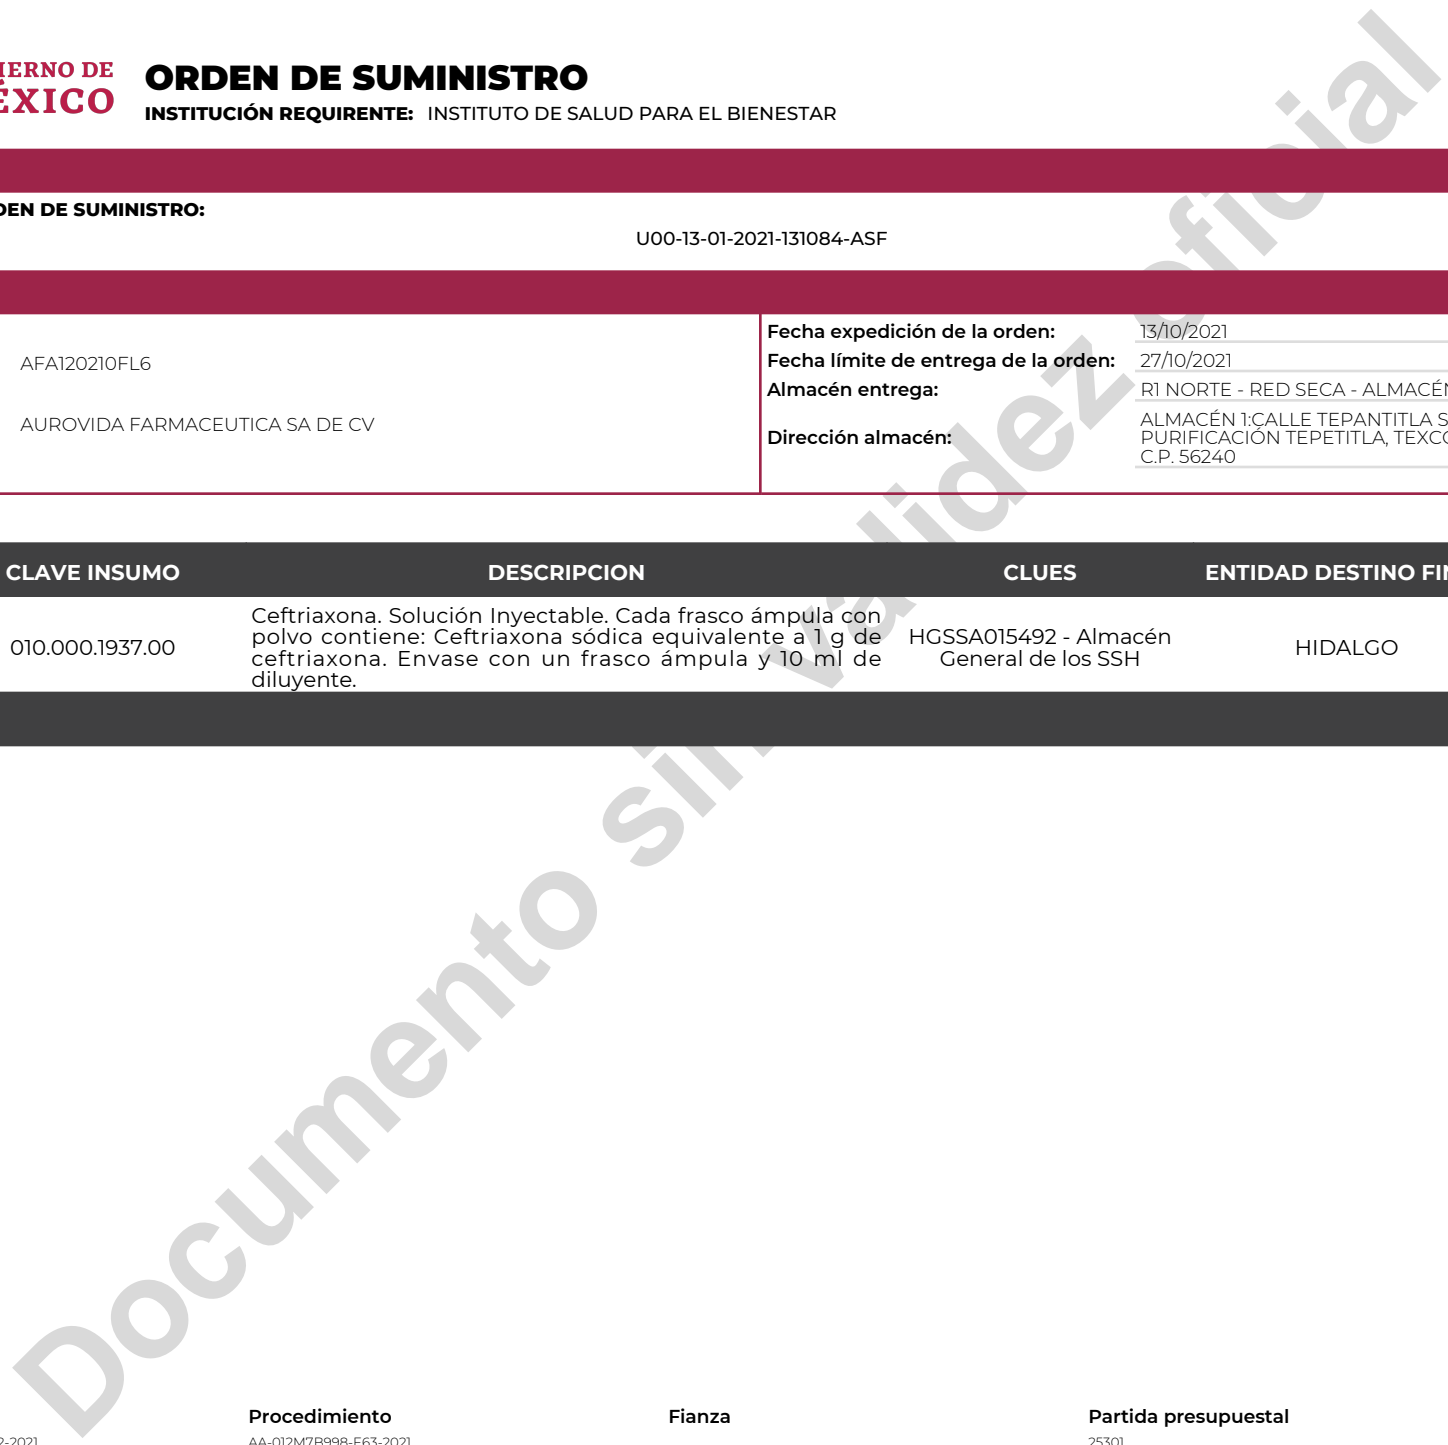 IERNO DE
ÉXICO
ORDEN DE SUMINISTRO
INSTITUCIÓN REQUIRENTE: INSTITUTO DE SALUD PARA EL BIENESTAR
DEN DE SUMINISTRO:
U00-13-01-2021-131084-ASF
AFA120210FL6
AUROVIDA FARMACEUTICA SA DE CV
Fecha expedición de la orden: 13/10/2021
Fecha límite de entrega de la orden: 27/10/2021
Almacén entrega: R1 NORTE - RED SECA - ALMACÉN
Dirección almacén: ALMACÉN 1:CALLE TEPANTITLA S
PURIFICACIÓN TEPETITLA, TEXCO
C.P. 56240
CLAVE INSUMO DESCRIPCION CLUES ENTIDAD DESTINO FIN
010.000.1937.00
Ceftriaxona. Solución Inyectable. Cada frasco ámpula con
polvo contiene: Ceftriaxona sódica equivalente a 1 g de
ceftriaxona. Envase con un frasco ámpula y 10 ml de
diluyente.
HGSSA015492 - Almacén
General de los SSH
HIDALGO
Documento sin validez oficial
Procedimiento Fianza Partida presupuestal
2-2021 AA-012M7B998-E63-2021 25301